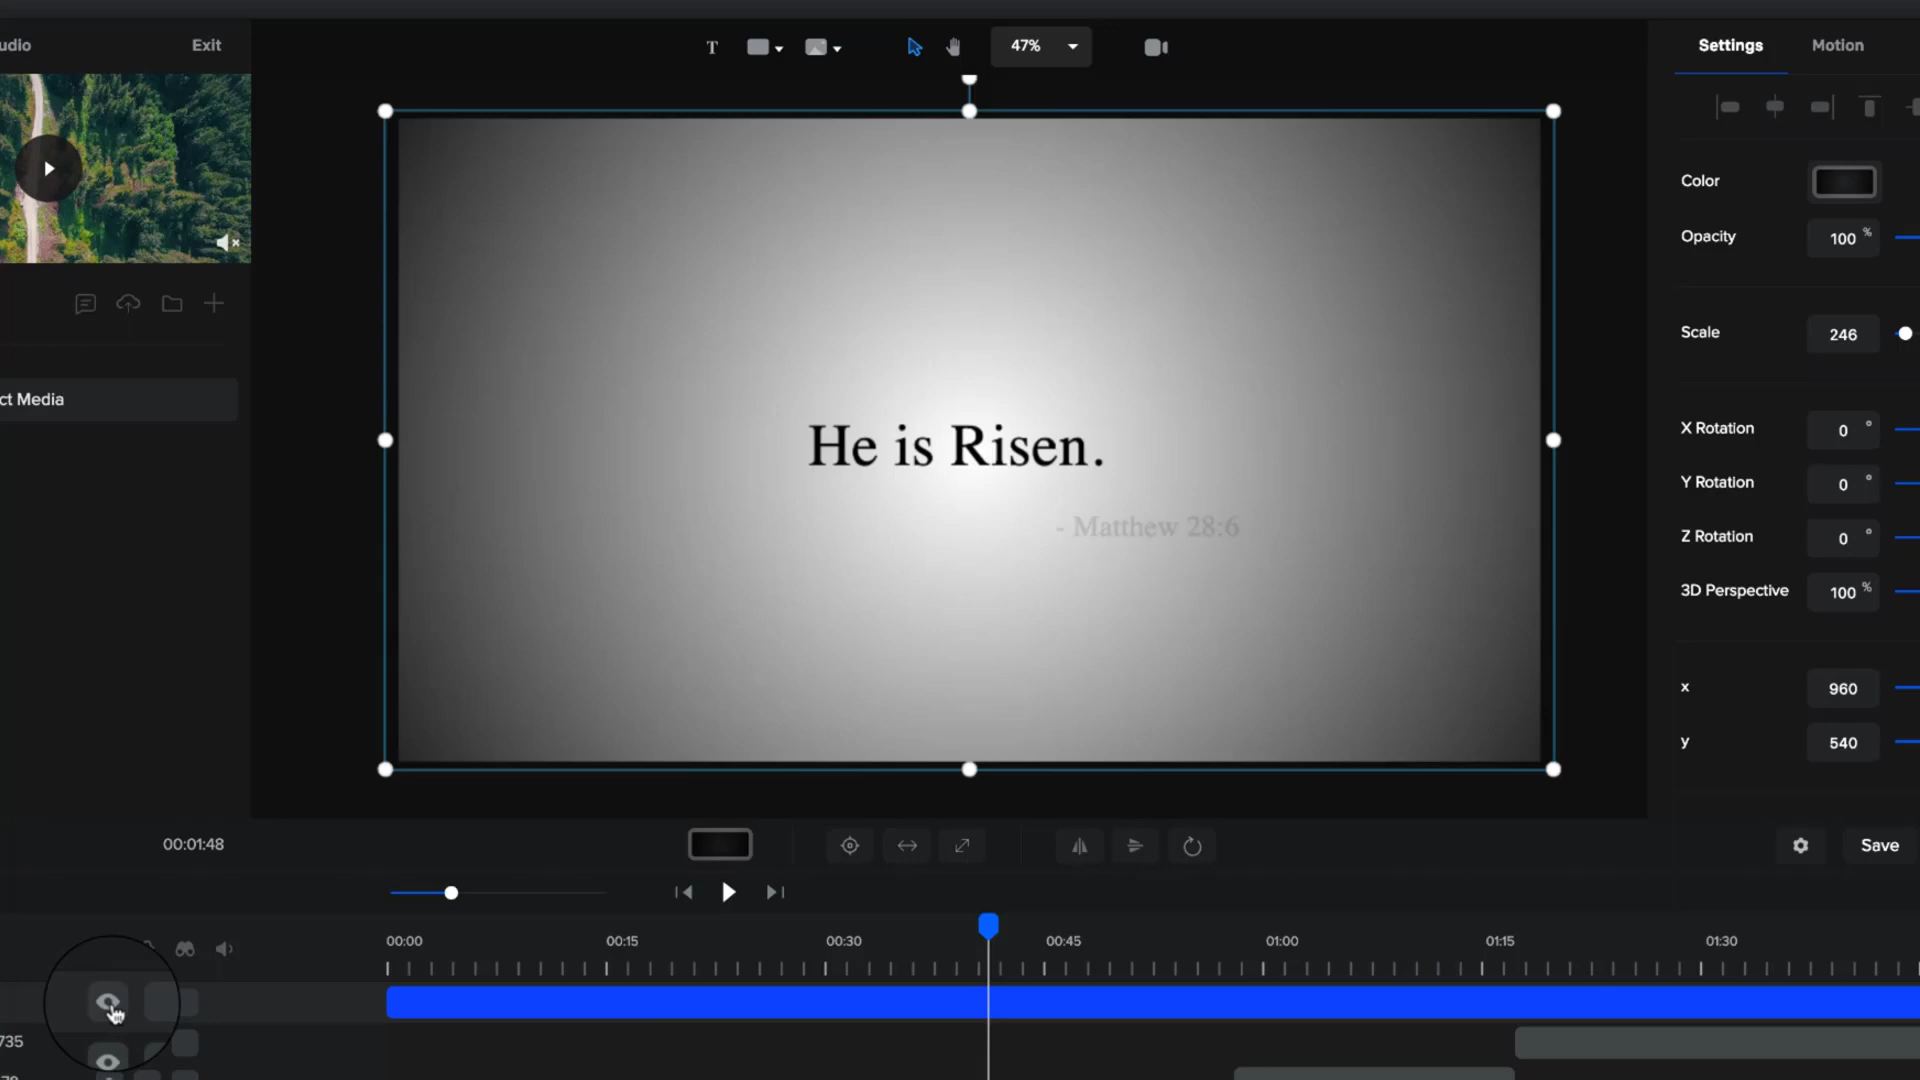 udio
Exit
T
47%
Settings
Motion
Color
Opacity
100 %
Scale
246
ct Media
X Rotation
0 °
Y Rotation
0 °
Z Rotation
0 °
3D Perspective
100 %
He is Risen.
- Matthew 28:6
x
960
y
540
00:01:48
Save
00:00
00:15
00:30
00:45
01:00
01:15
01:30
735